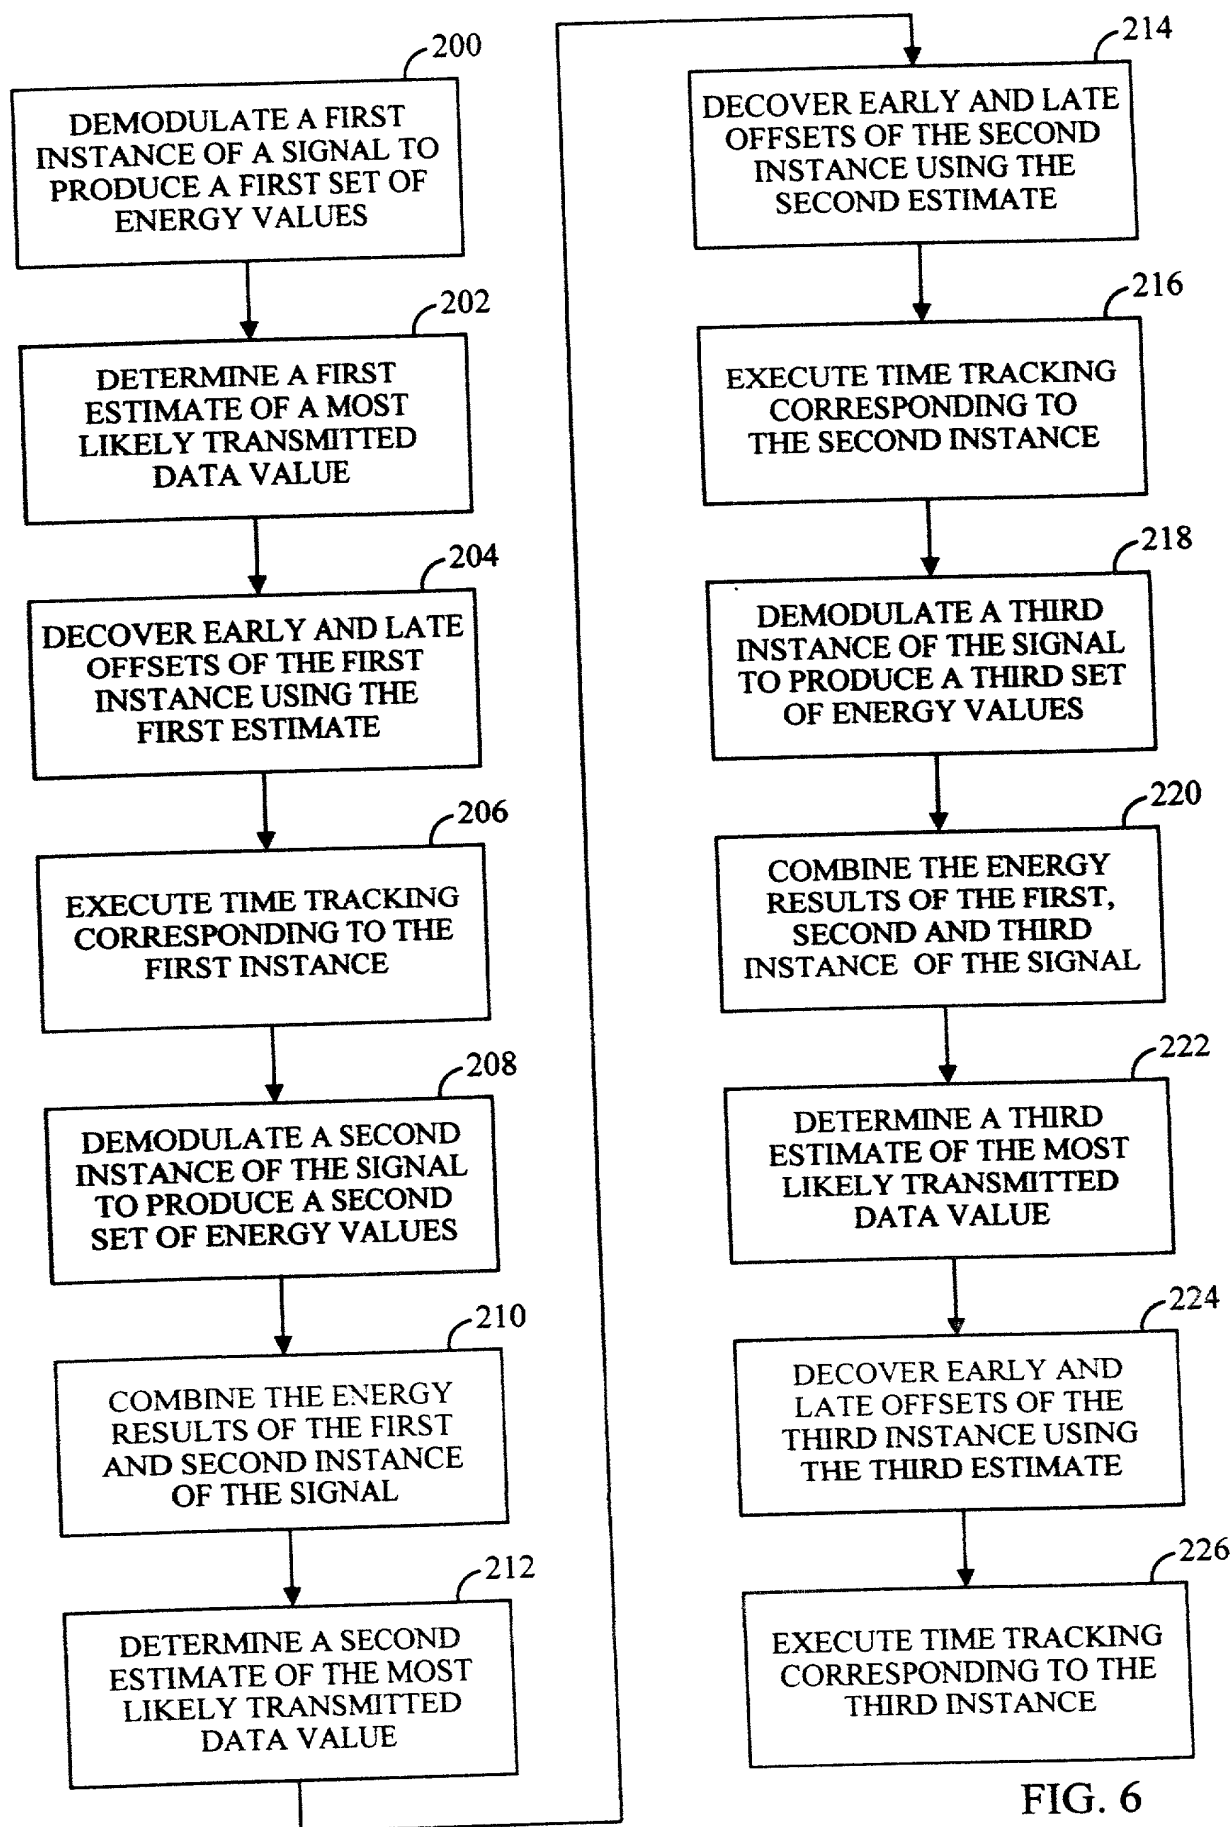 200
DEMODULATE A FIRST
INSTANCE OF A SIGNAL TO
PRODUCE A FIRST SET OF
ENERGY VALUES
202
DETERMINE A FIRST
ESTIMATE OF A MOST
LIKELY TRANSMITTED
DATA VALUE
204
DECOVER EARLY AND LATE
OFFSETS OF THE FIRST
INSTANCE USING THE
FIRST ESTIMATE
206
EXECUTE TIME TRACKING
CORRESPONDING TO THE
FIRST INSTANCE
208
DEMODULATE A SECOND
INSTANCE OF THE SIGNAL
TO PRODUCE A SECOND
SET OF ENERGY VALUES
210
COMBINE THE ENERGY
RESULTS OF THE FIRST
AND SECOND INSTANCE
OF THE SIGNAL
212
DETERMINE A SECOND
ESTIMATE OF THE MOST
LIKELY TRANSMITTED
DATA VALUE
214
DECOVER EARLY AND LATE
OFFSETS OF THE SECOND
INSTANCE USING THE
SECOND ESTIMATE
216
EXECUTE TIME TRACKING
CORRESPONDING TO
THE SECOND INSTANCE
218
DEMODULATE A THIRD
INSTANCE OF THE SIGNAL
TO PRODUCE A THIRD SET
OF ENERGY VALUES
220
COMBINE THE ENERGY
RESULTS OF THE FIRST,
SECOND AND THIRD
INSTANCE OF THE SIGNAL
222
DETERMINE A THIRD
ESTIMATE OF THE MOST
LIKELY TRANSMITTED
DATA VALUE
224
DECOVER EARLY AND
LATE OFFSETS OF THE
THIRD INSTANCE USING
THE THIRD ESTIMATE
226
EXECUTE TIME TRACKING
CORRESPONDING TO THE
THIRD INSTANCE
FIG. 6